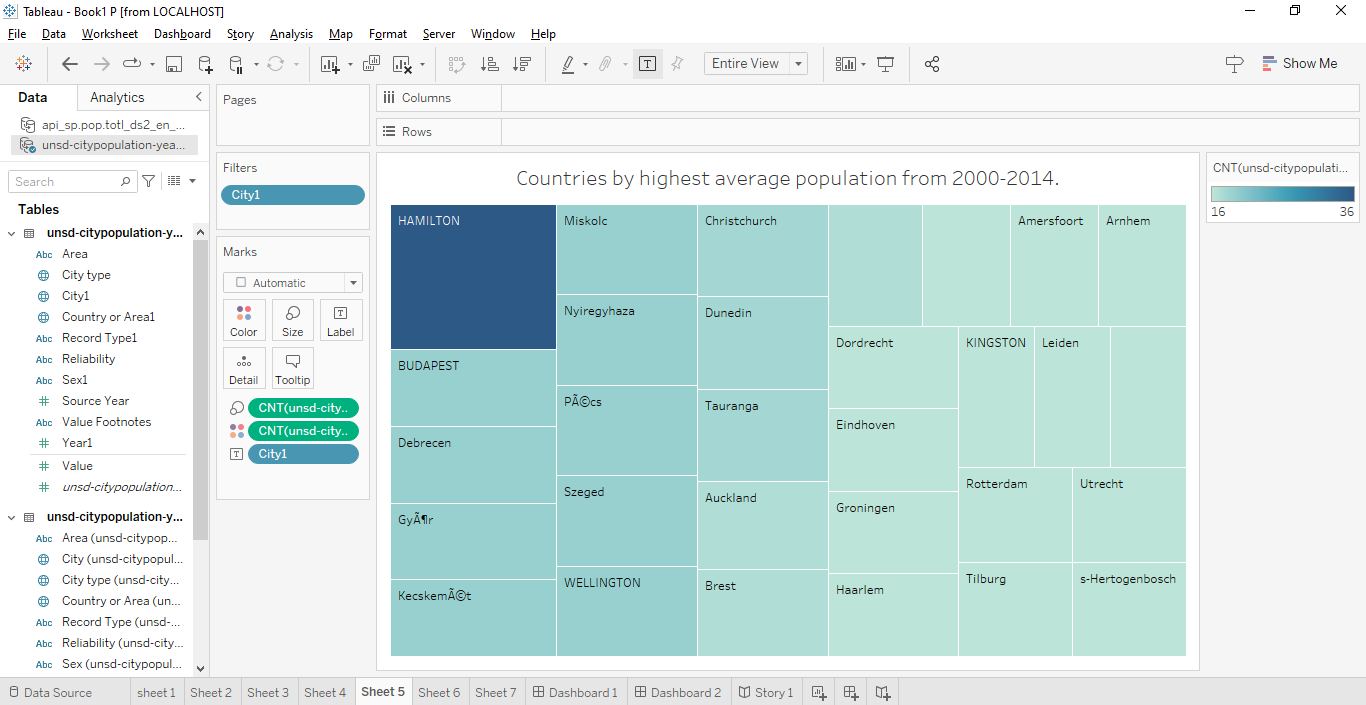 Tableau - Book1 P [from LOCALHOST]
File Data Worksheet Dashboard Story Analysis Map Format Server Window Help
Entire View
Show Me
Data Analytics
api_sp.pop.totl_ds2_en_...
unsd-citypopulation-yea...
Search
Tables
unsd-citypopulation-y...
Abc Area
City type
City1
Country or Area1
Abc Record Type1
Abc Reliability
Abc Sex1
# Source Year
Abc Value Footnotes
# Year1
# Value
# unsd-citypopulation...
unsd-citypopulation-y...
Abc Area (unsd-citypop...
City (unsd-citypopul...
City type (unsd-city...
Country or Area (un...
Abc Record Type (unsd-...
Abc Reliability (unsd-city...
Abc Sex (unsd-citypopul...
Pages
Filters
City1
Marks
Automatic
Color Size T Label
Detail Tooltip
CNT(unsd-city..
CNT(unsd-city..
T City1
Columns
Rows
Countries by highest average population from 2000-2014.
HAMILTON
BUDAPEST
Debrecen
GyÃ¶r
KecskemÃ©t
Miskolc
Nyiregyhaza
PÃ©cs
Szeged
WELLINGTON
Christchurch
Dunedin
Tauranga
Auckland
Brest
Amersfoort
Arnhem
Dordrecht
Eindhoven
Groningen
Haarlem
KINGSTON
Leiden
Rotterdam
Utrecht
Tilburg
s-Hertogenbosch
CNT(unsd-citypopulati...
16 36
Data Source sheet 1 Sheet 2 Sheet 3 Sheet 4 Sheet 5 Sheet 6 Sheet 7 Dashboard 1 Dashboard 2 Story 1